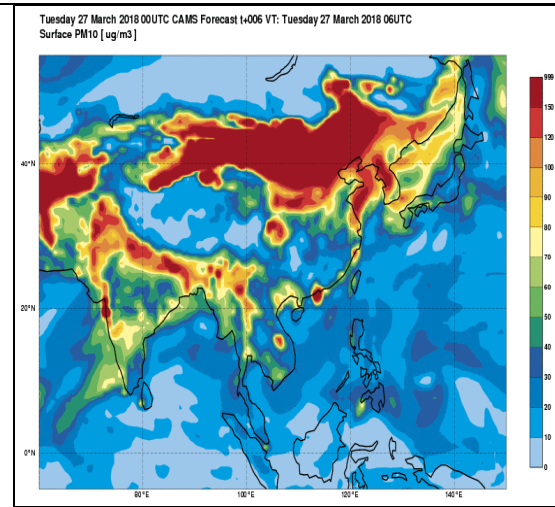 Tuesday 27 March 2018 00UTC CAMS Forecast t+006 VT: Tuesday 27 March 2018 06UTC
Surface PM10 [ ug/m3 ]
999
150
120
100
90
80
70
60
50
40
30
20
10
0
40°N
20°N
0°N
80°E
100°E
120°E
140°E